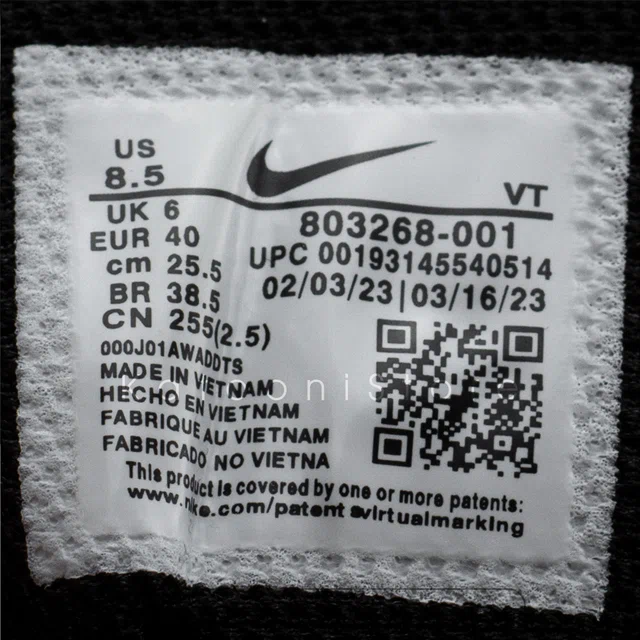 US
8.5
VT
UK 6
EUR 40
cm 25.5
BR 38.5
CN 255(2.5)
803268-001
UPC 00193145540514
02/03/23|03/16/23
000J01AWADDTS
MADE IN VIETNAM
HECHO EN VIETNAM
FABRIQUE AU VIETNAM
FABRICADO NO VIETNA
This product is covered by one or more patents:
www.nike.com/patent svirtualmarking